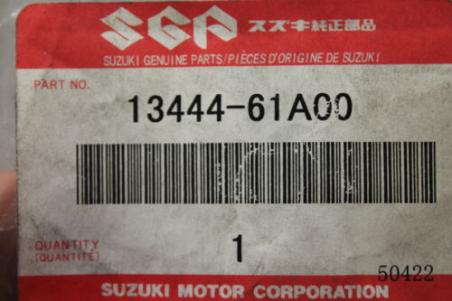 SGP スズキ純正部品
SUZUKI GENUINE PARTS/PIÈCES D'ORIGINE DE SUZUKI
PART NO.
13444-61A00
QUANTITY
(QUANTITÉ)
1
50422
SUZUKI MOTOR CORPORATION